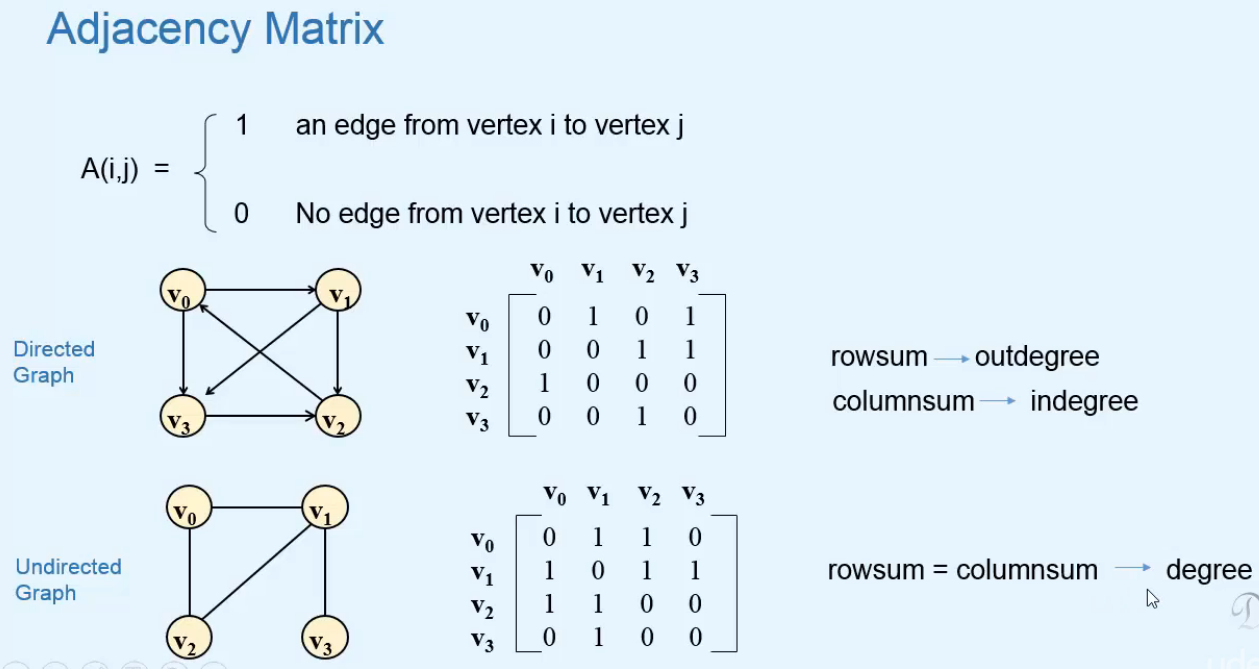 Adjacency Matrix
A(i,j) =
1 an edge from vertex i to vertex j
0 No edge from vertex i to vertex j
Directed
Graph
v₀ v₁
v₃ v₂
v₀ v₁ v₂ v₃
v₀ 0 1 0 1
v₁ 0 0 1 1
v₂ 1 0 0 0
v₃ 0 0 1 0
rowsum → outdegree
columnsum → indegree
Undirected
Graph
v₀ v₁
v₂ v₃
v₀ v₁ v₂ v₃
v₀ 0 1 1 0
v₁ 1 0 1 1
v₂ 1 1 0 0
v₃ 0 1 0 0
rowsum = columnsum → degree